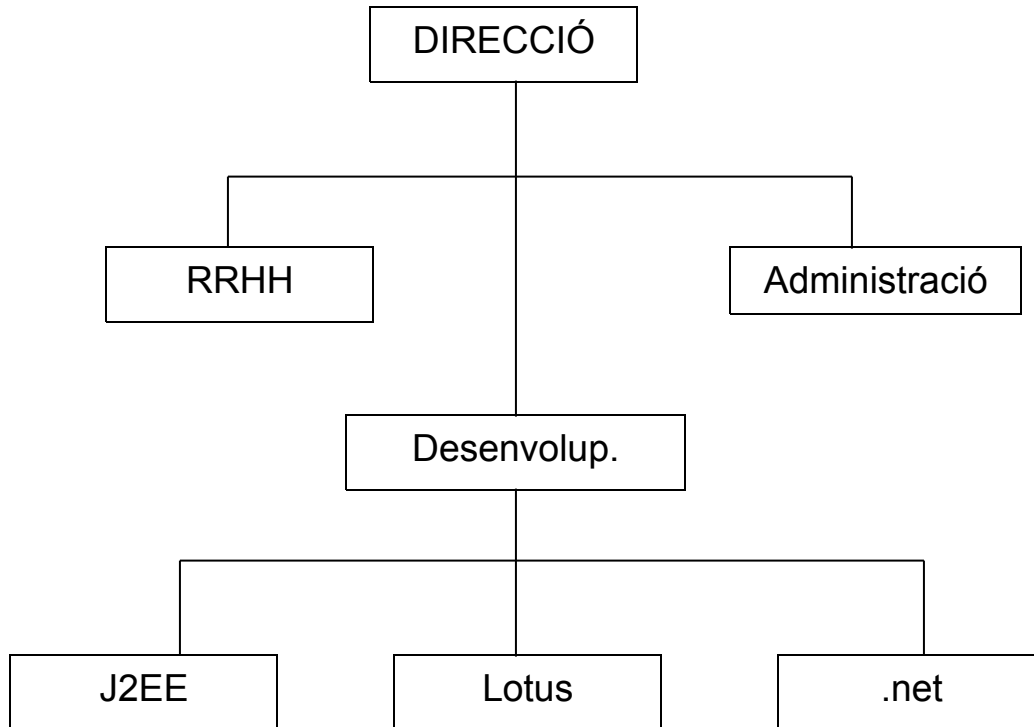 DIRECCIÓ
RRHH
Administració
Desenvolup.
J2EE
Lotus
.net